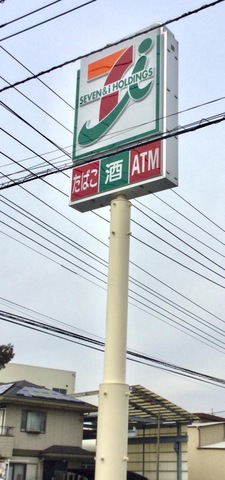 7i
SEVEN & i HOLDINGS
たばこ 酒 ATM